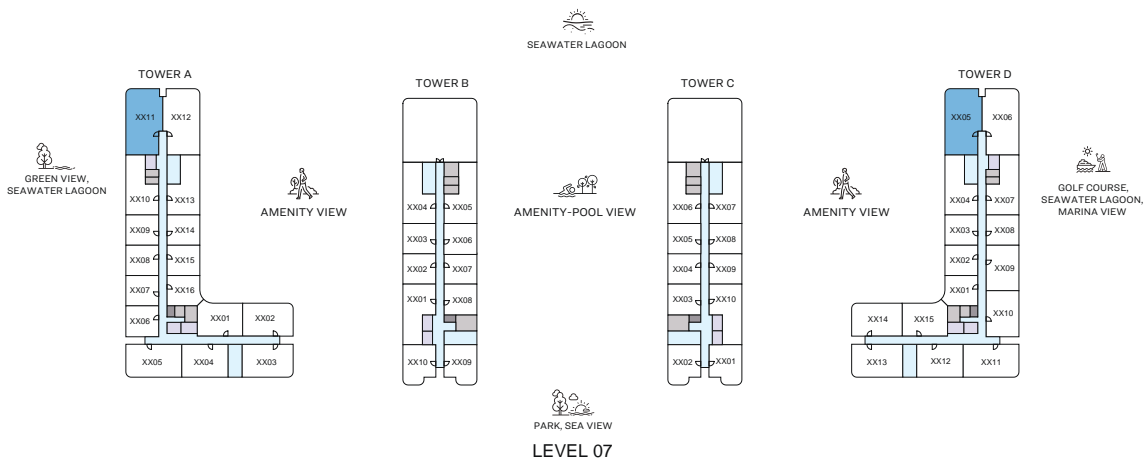 SEAWATER LAGOON
TOWER A
TOWER B
TOWER C
TOWER D
XX11
XX12
XX05
XX06
GREEN VIEW,
SEAWATER LAGOON
AMENITY VIEW
AMENITY-POOL VIEW
AMENITY VIEW
GOLF COURSE,
SEAWATER LAGOON,
MARINA VIEW
XX10
XX13
XX04
XX05
XX06
XX07
XX04
XX07
XX09
XX14
XX03
XX06
XX05
XX08
XX03
XX08
XX08
XX15
XX02
XX07
XX04
XX09
XX02
XX09
XX07
XX16
XX01
XX08
XX03
XX10
XX01
XX10
XX06
XX01
XX02
XX14
XX15
XX05
XX04
XX03
XX10
XX09
XX02
XX01
XX13
XX12
XX11
PARK, SEA VIEW
LEVEL 07